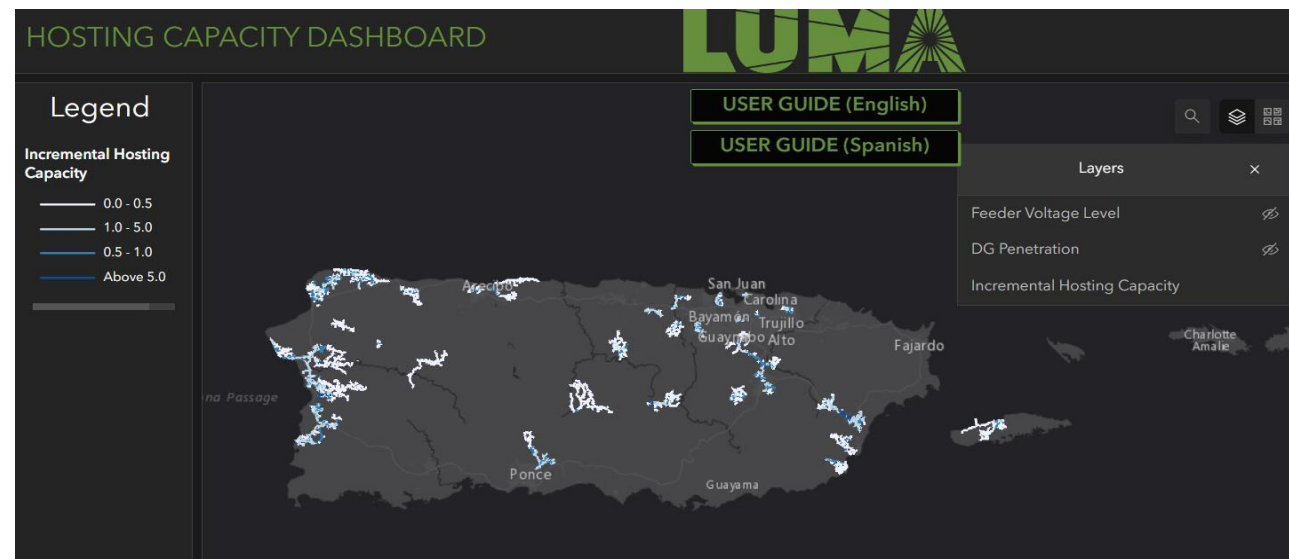 HOSTING CAPACITY DASHBOARD
LUMA
Legend
Incremental Hosting
Capacity
0.0 - 0.5
1.0 - 5.0
0.5 - 1.0
Above 5.0
USER GUIDE (English)
USER GUIDE (Spanish)
Layers
Feeder Voltage Level
DG Penetration
Incremental Hosting Capacity
Arecibo
San Juan
Carolina
Bayamón
Trujillo
Guaynabo Alto
Fajardo
Charlotte
Amalie
na Passage
Ponce
Guayama